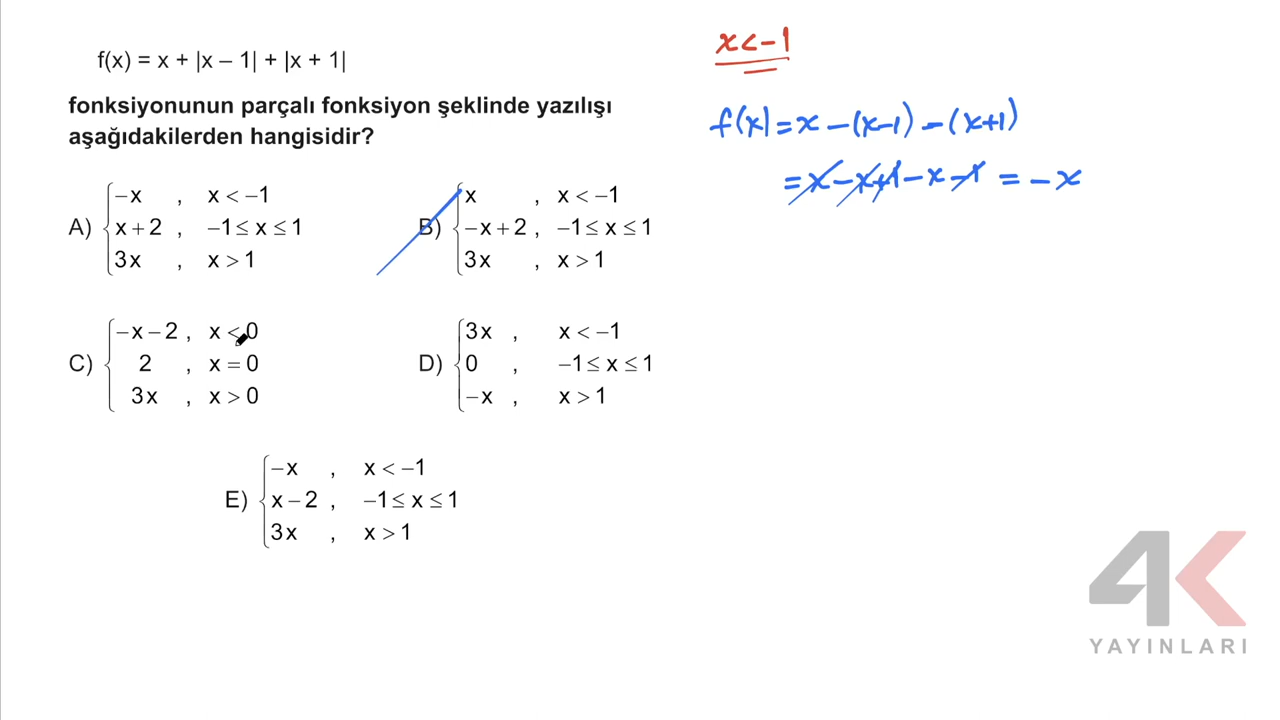 f(x) = x + |x – 1| + |x + 1|
fonksiyonunun parçalı fonksiyon şeklinde yazılışı
aşağıdakilerden hangisidir?
A)
–x , x < –1
x + 2 , –1 ≤ x ≤ 1
3x , x > 1
B)
x , x < –1
–x + 2 , –1 ≤ x ≤ 1
3x , x > 1
C)
–x – 2 , x < 0
2 , x = 0
3x , x > 0
D)
3x , x < –1
0 , –1 ≤ x ≤ 1
–x , x > 1
E)
–x , x < –1
x – 2 , –1 ≤ x ≤ 1
3x , x > 1
x < –1
f(x) = x – (x–1) – (x+1)
= x – x + 1 – x – 1 = – x
4K
YAYINLARI